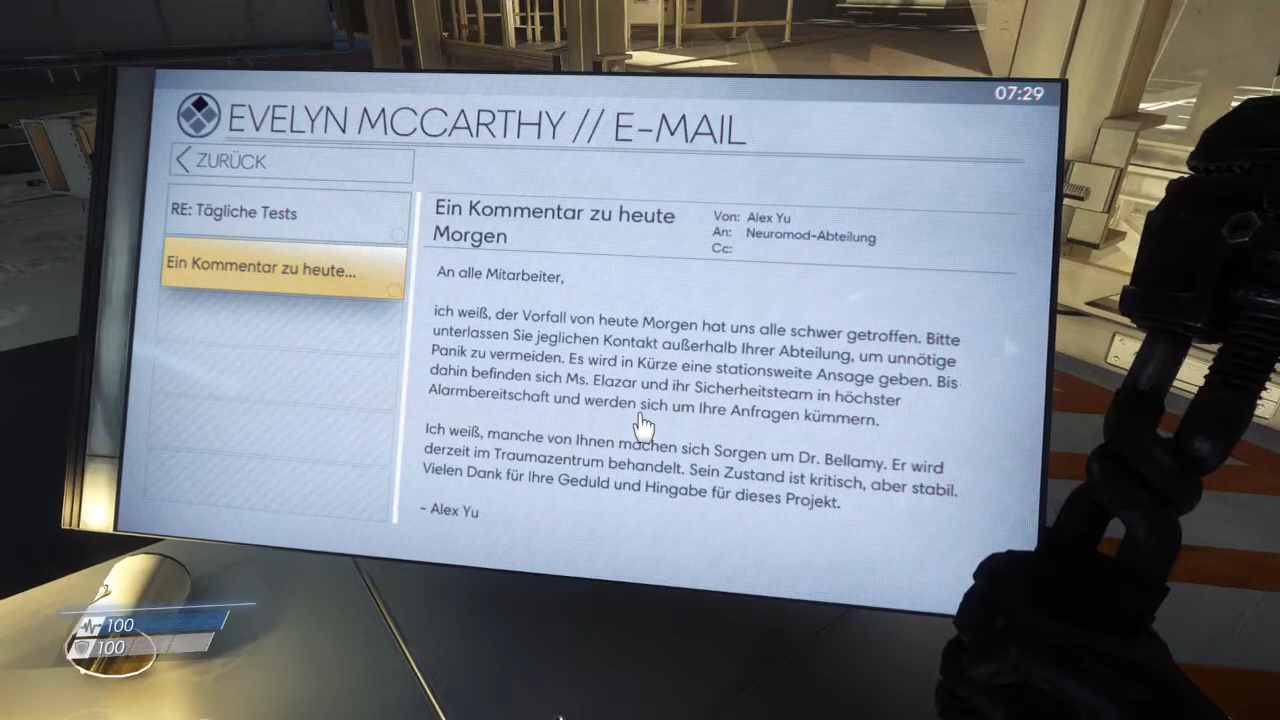 07:29
EVELYN MCCARTHY // E-MAIL
ZURÜCK
RE: Tägliche Tests
Ein Kommentar zu heute...
Ein Kommentar zu heute
Morgen
Von: Alex Yu
An: Neuromod-Abteilung
Cc:
An alle Mitarbeiter,
ich weiß, der Vorfall von heute Morgen hat uns alle schwer getroffen. Bitte
unterlassen Sie jeglichen Kontakt außerhalb Ihrer Abteilung, um unnötige
Panik zu vermeiden. Es wird in Kürze eine stationsweite Ansage geben. Bis
dahin befinden sich Ms. Elazar und ihr Sicherheitsteam in höchster
Alarmbereitschaft und werden sich um Ihre Anfragen kümmern.
Ich weiß, manche von Ihnen machen sich Sorgen um Dr. Bellamy. Er wird
derzeit im Traumazentrum behandelt. Sein Zustand ist kritisch, aber stabil.
Vielen Dank für Ihre Geduld und Hingabe für dieses Projekt.
- Alex Yu
100
100